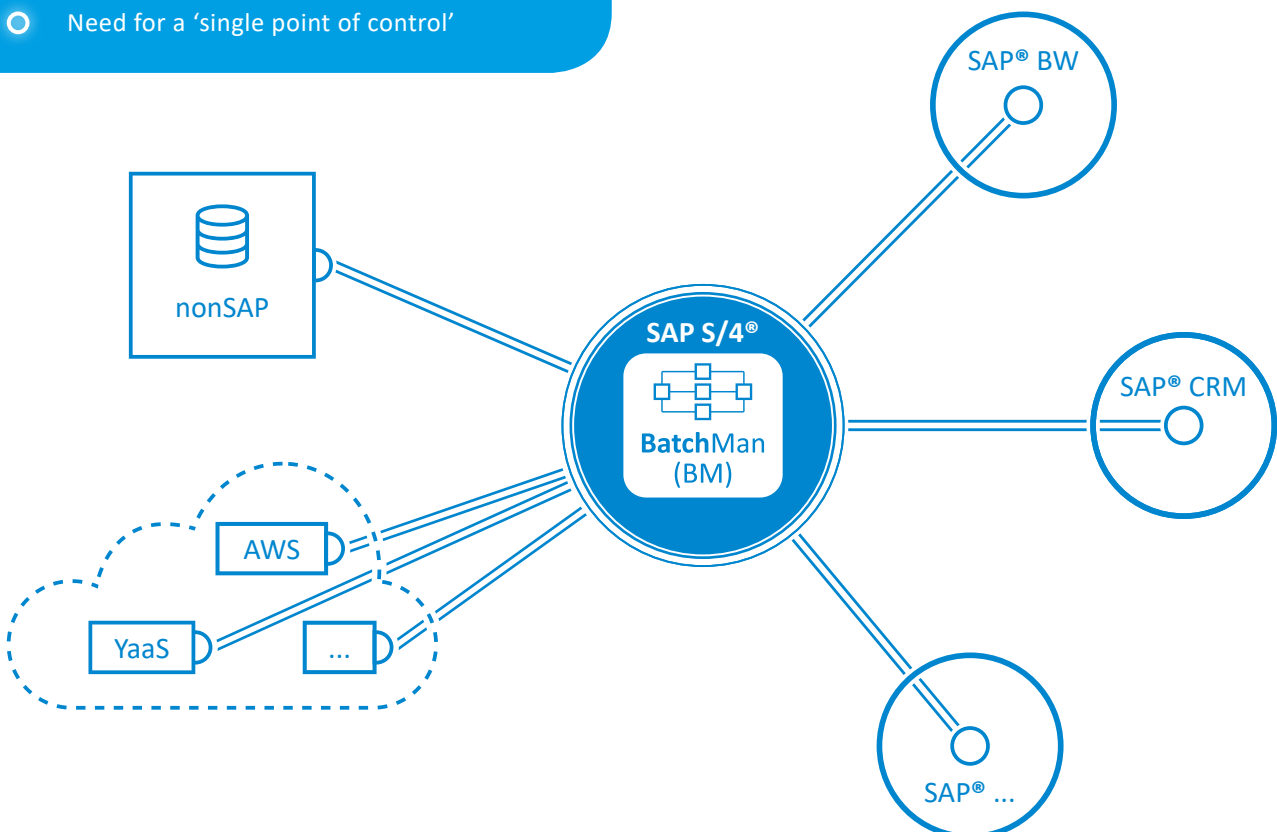 Need for a ‘single point of control’
SAP® BW
nonSAP
SAP S/4®
BatchMan
(BM)
SAP® CRM
AWS
YaaS
...
SAP® ...